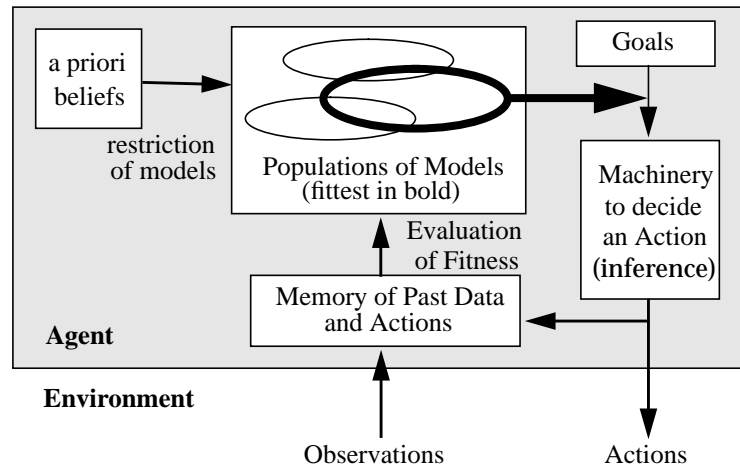 a priori
beliefs
restriction
of models
Populations of Models
(fittest in bold)
Goals
Machinery
to decide
an Action
(inference)
Evaluation
of Fitness
Memory of Past Data
and Actions
Agent
Environment
Observations
Actions